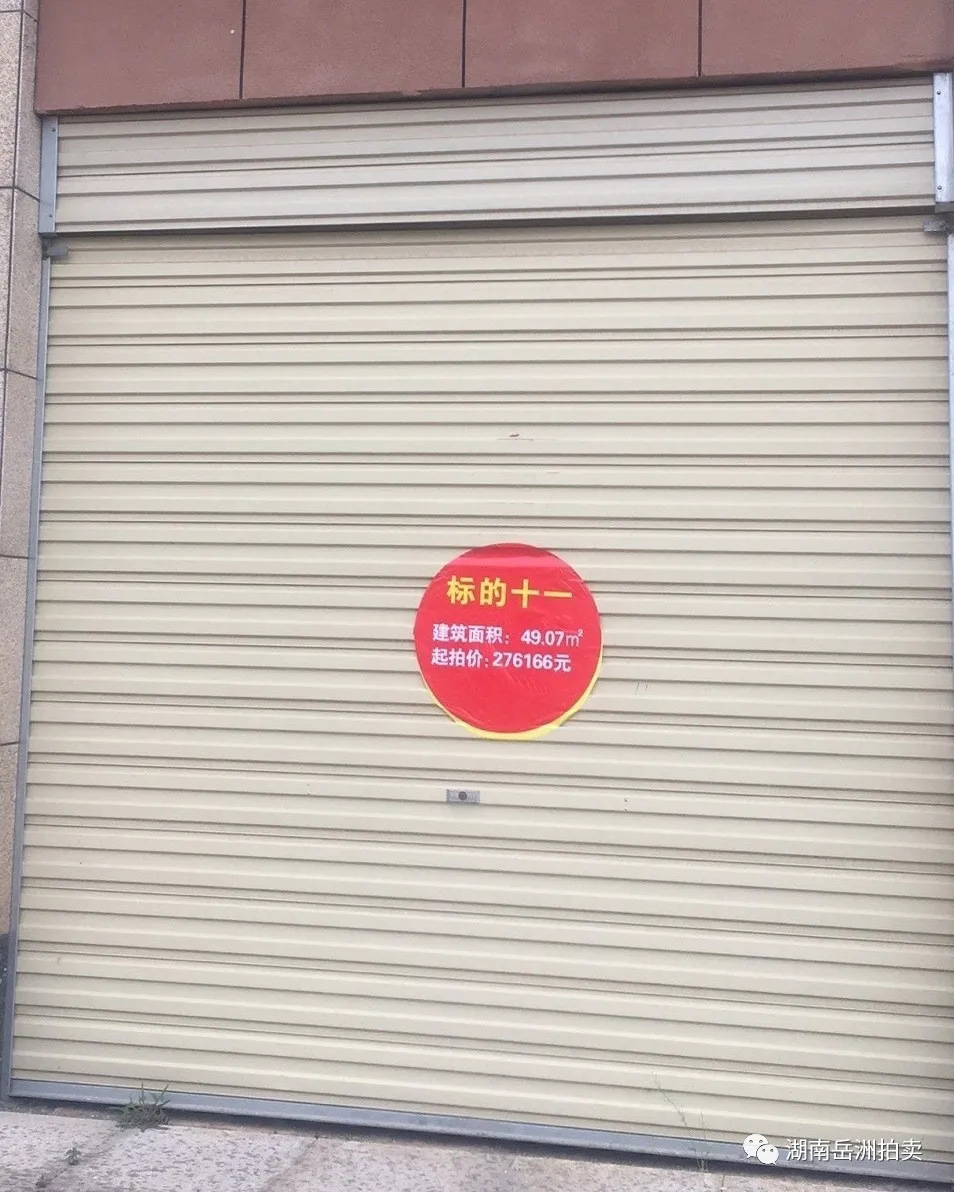 标的十一
建筑面积：49.07㎡
起拍价：276166元
湖南岳洲拍卖